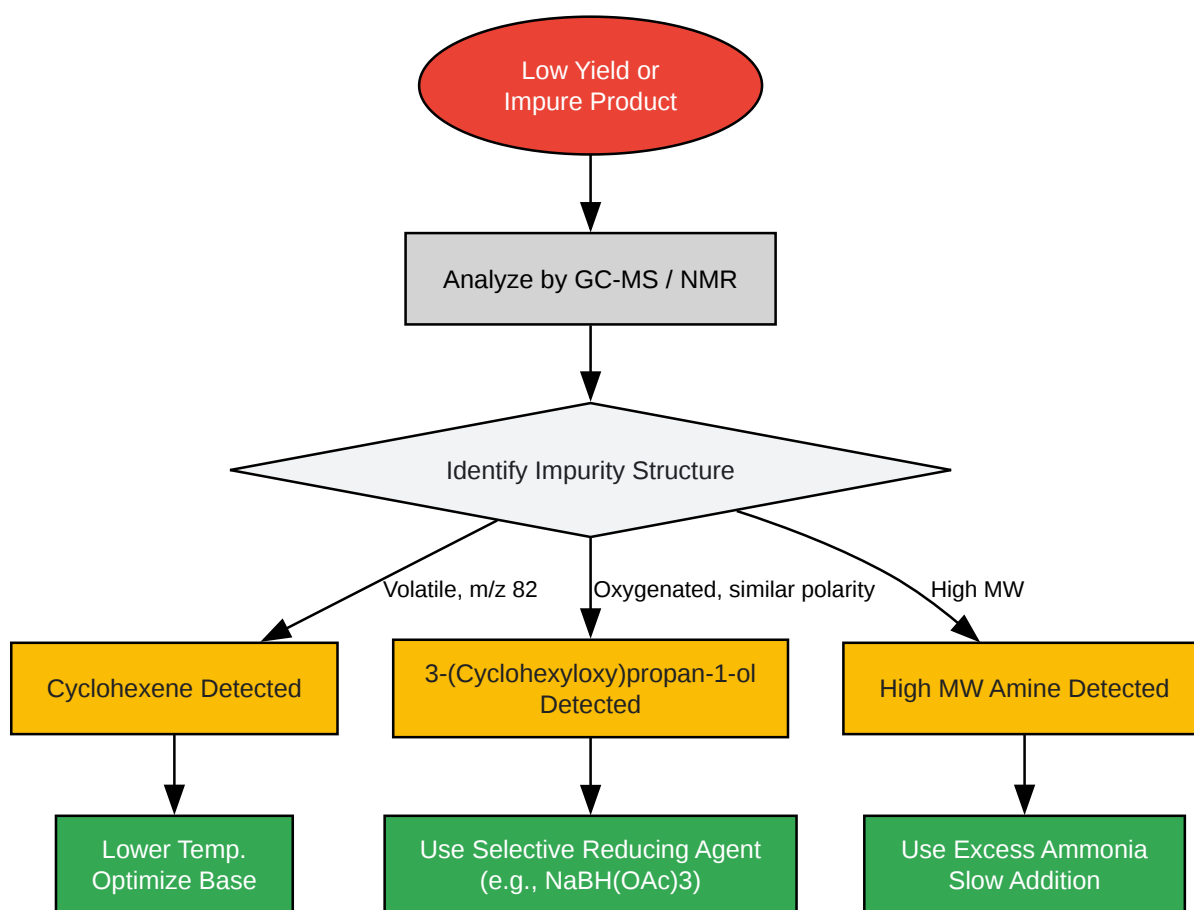 Low Yield or
Impure Product
Analyze by GC-MS / NMR
Identify Impurity Structure
Volatile, m/z 82
Oxygenated, similar polarity
High MW
Cyclohexene Detected
3-(Cyclohexyloxy)propan-1-ol
Detected
High MW Amine Detected
Lower Temp.
Optimize Base
Use Selective Reducing Agent
(e.g., NaBH(OAc)3)
Use Excess Ammonia
Slow Addition